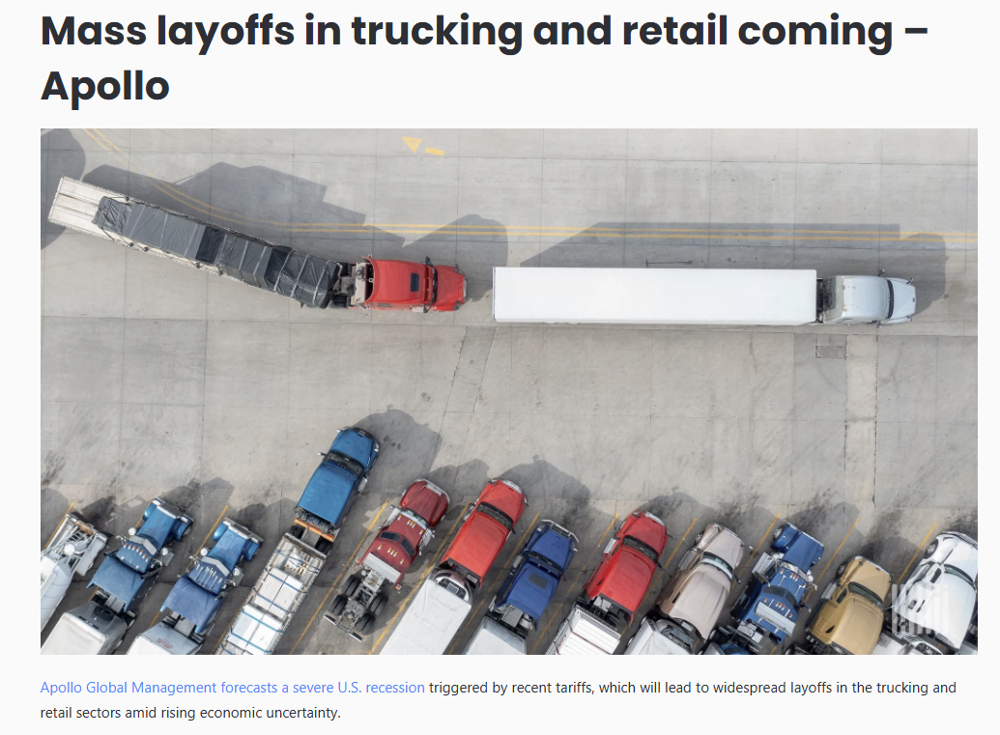 Mass layoffs in trucking and retail coming –
Apollo
Apollo Global Management forecasts a severe U.S. recession triggered by recent tariffs, which will lead to widespread layoffs in the trucking and
retail sectors amid rising economic uncertainty.